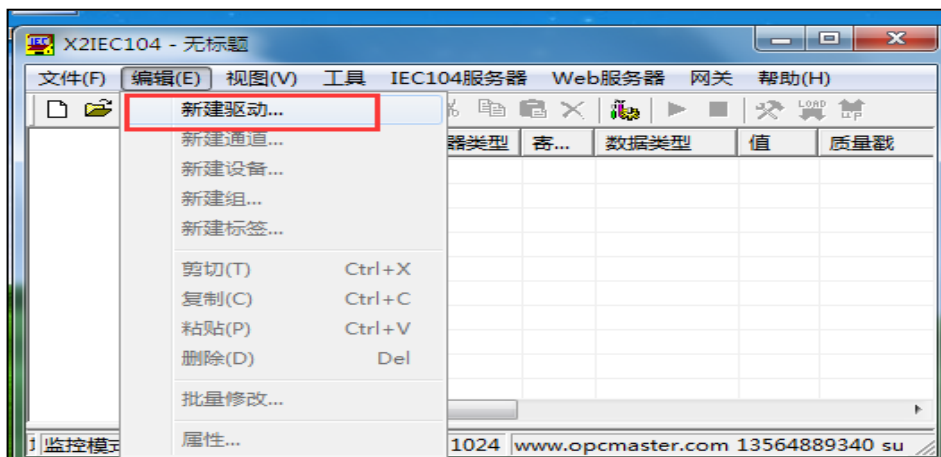 X2IEC104 - 无标题
文件(F) 编辑(E) 视图(V) 工具 IEC104服务器 Web服务器 网关 帮助(H)
新建驱动...
LOAD
新建通道...
器类型 寄... 数据类型 值 质量戳
新建设备...
新建组...
新建标签...
剪切(T) Ctrl+X
复制(C) Ctrl+C
粘贴(P) Ctrl+V
删除(D) Del
批量修改...
属性...
监控模式 1024 www.opcmaster.com 13564889340 su